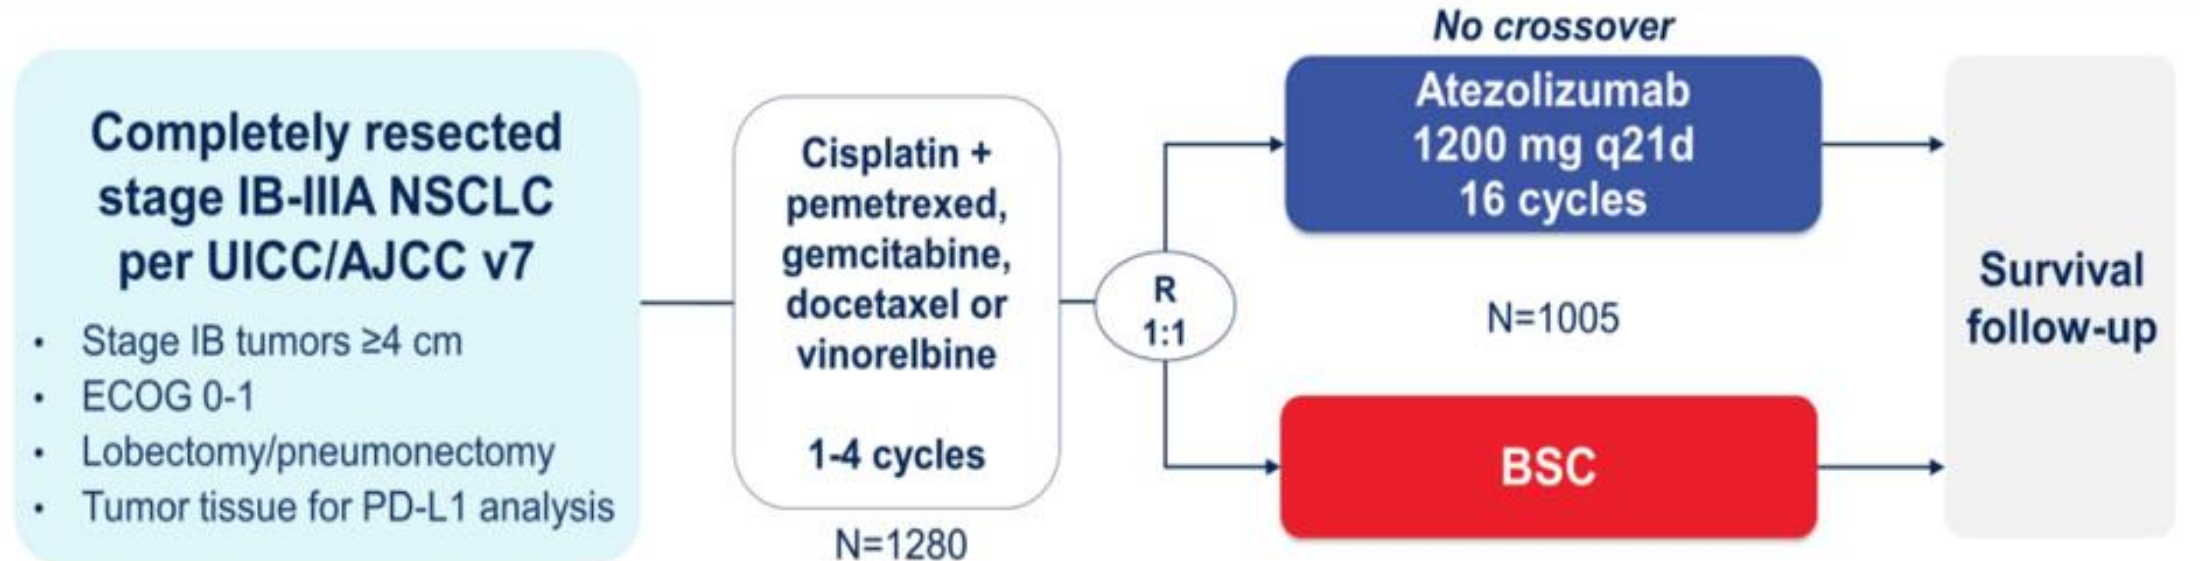 Completely resected
stage IB-IIIA NSCLC
per UICC/AJCC v7
• Stage IB tumors ≥4 cm
• ECOG 0-1
• Lobectomy/pneumonectomy
• Tumor tissue for PD-L1 analysis
Cisplatin +
pemetrexed,
gemcitabine,
docetaxel or
vinorelbine
1-4 cycles
N=1280
R
1:1
No crossover
Atezolizumab
1200 mg q21d
16 cycles
N=1005
BSC
Survival
follow-up